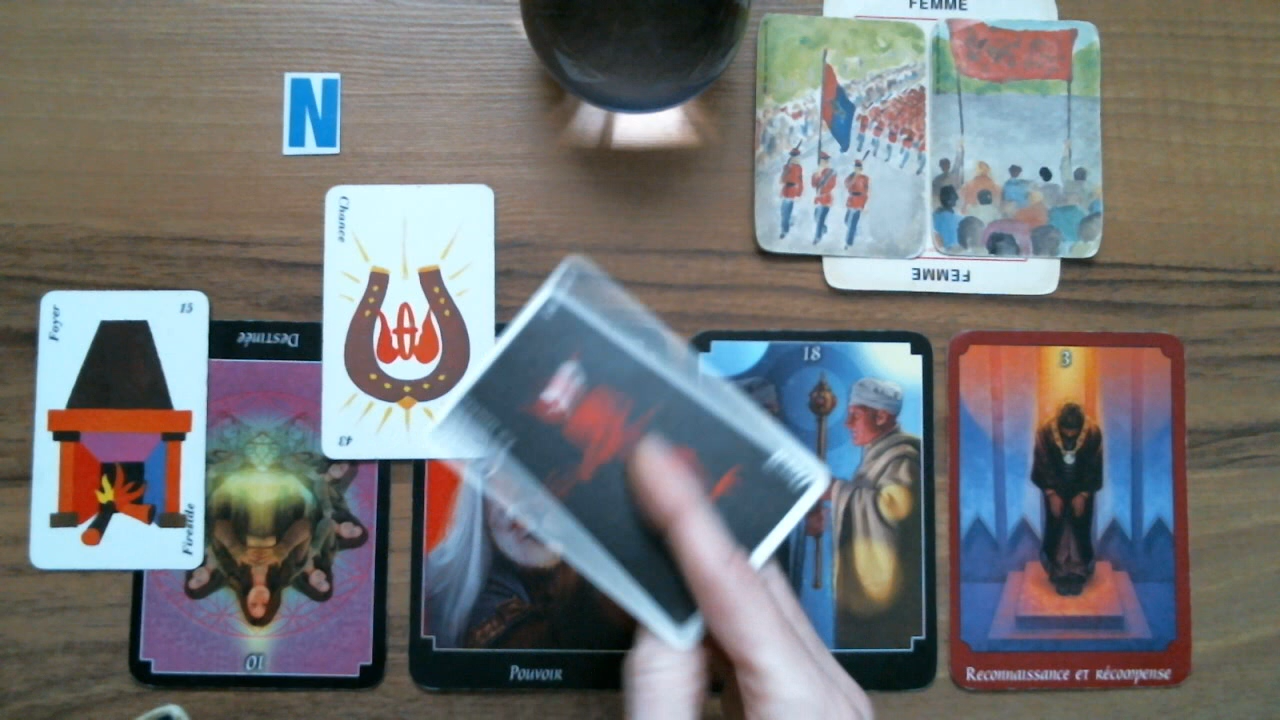 FEMME
N
Chance
43
FEMME
Foyer
15
Fireside
Destinée
10
18
3
Pouvoir
Reconnaissance et récompense